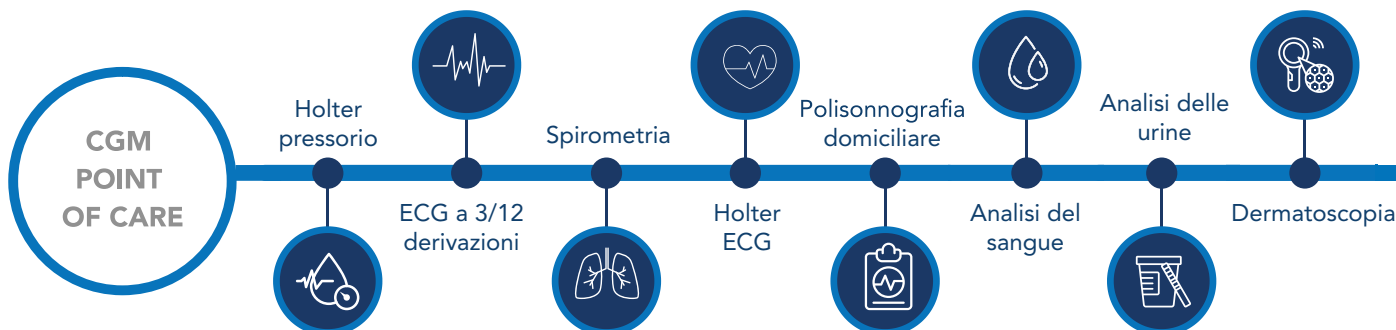 CGM
POINT
OF CARE
Holter
pressorio
ECG a 3/12
derivazioni
Spirometria
Holter
ECG
Polisonnografia
domiciliare
Analisi del
sangue
Analisi delle
urine
Dermatoscopia